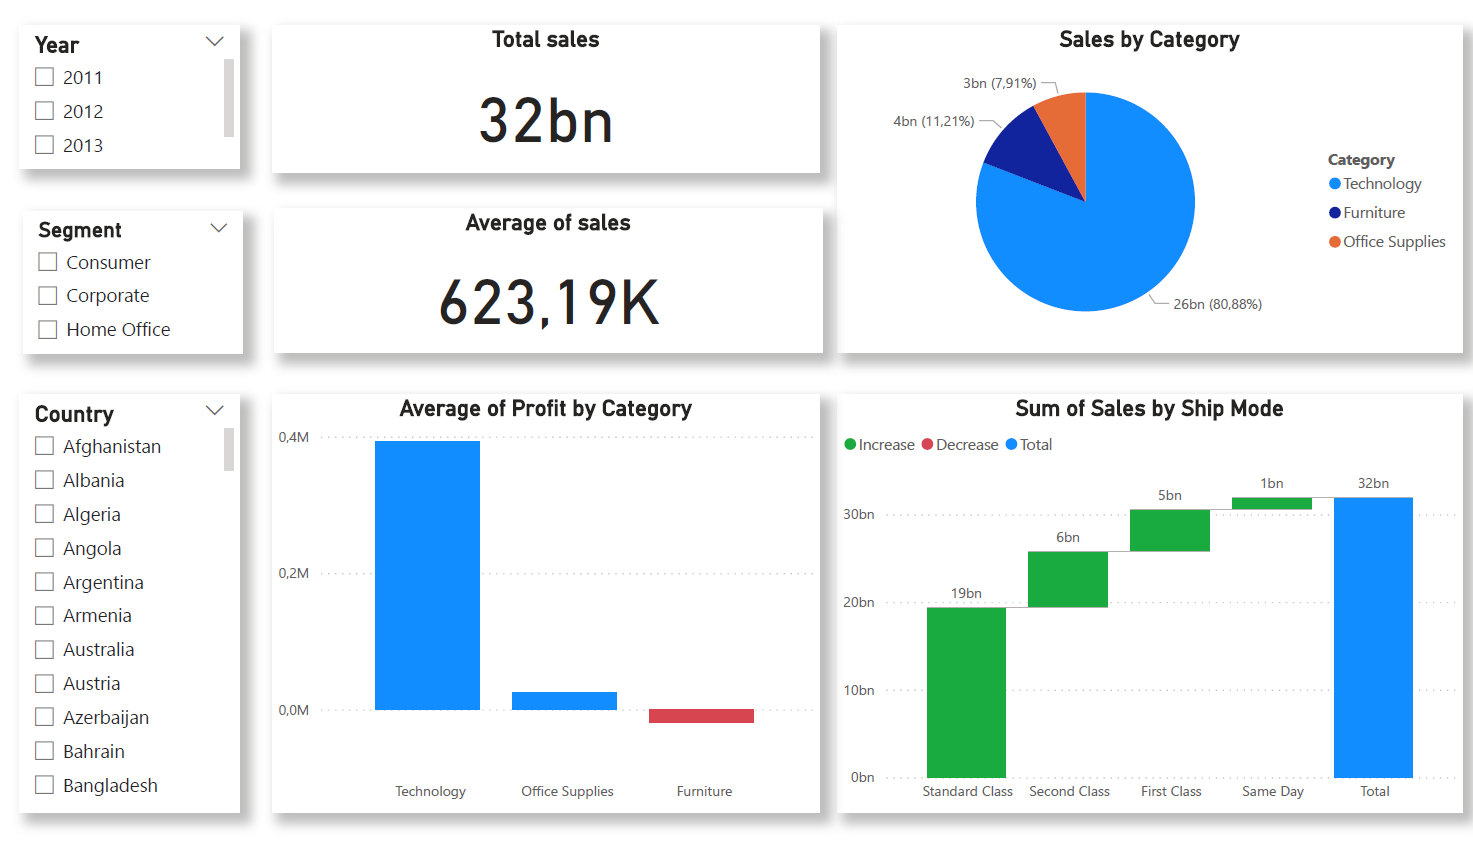 Year
2011
2012
2013
Segment
Consumer
Corporate
Home Office
Country
Afghanistan
Albania
Algeria
Angola
Argentina
Armenia
Australia
Austria
Azerbaijan
Bahrain
Bangladesh
Total sales
32bn
Average of sales
623,19K
Sales by Category
3bn (7,91%)
4bn (11,21%)
26bn (80,88%)
Category
Technology
Furniture
Office Supplies
Average of Profit by Category
0,4M
0,2M
0,0M
Technology Office Supplies Furniture
Sum of Sales by Ship Mode
Increase Decrease Total
30bn
20bn
10bn
0bn
19bn
6bn
5bn
1bn
32bn
Standard Class Second Class First Class Same Day Total